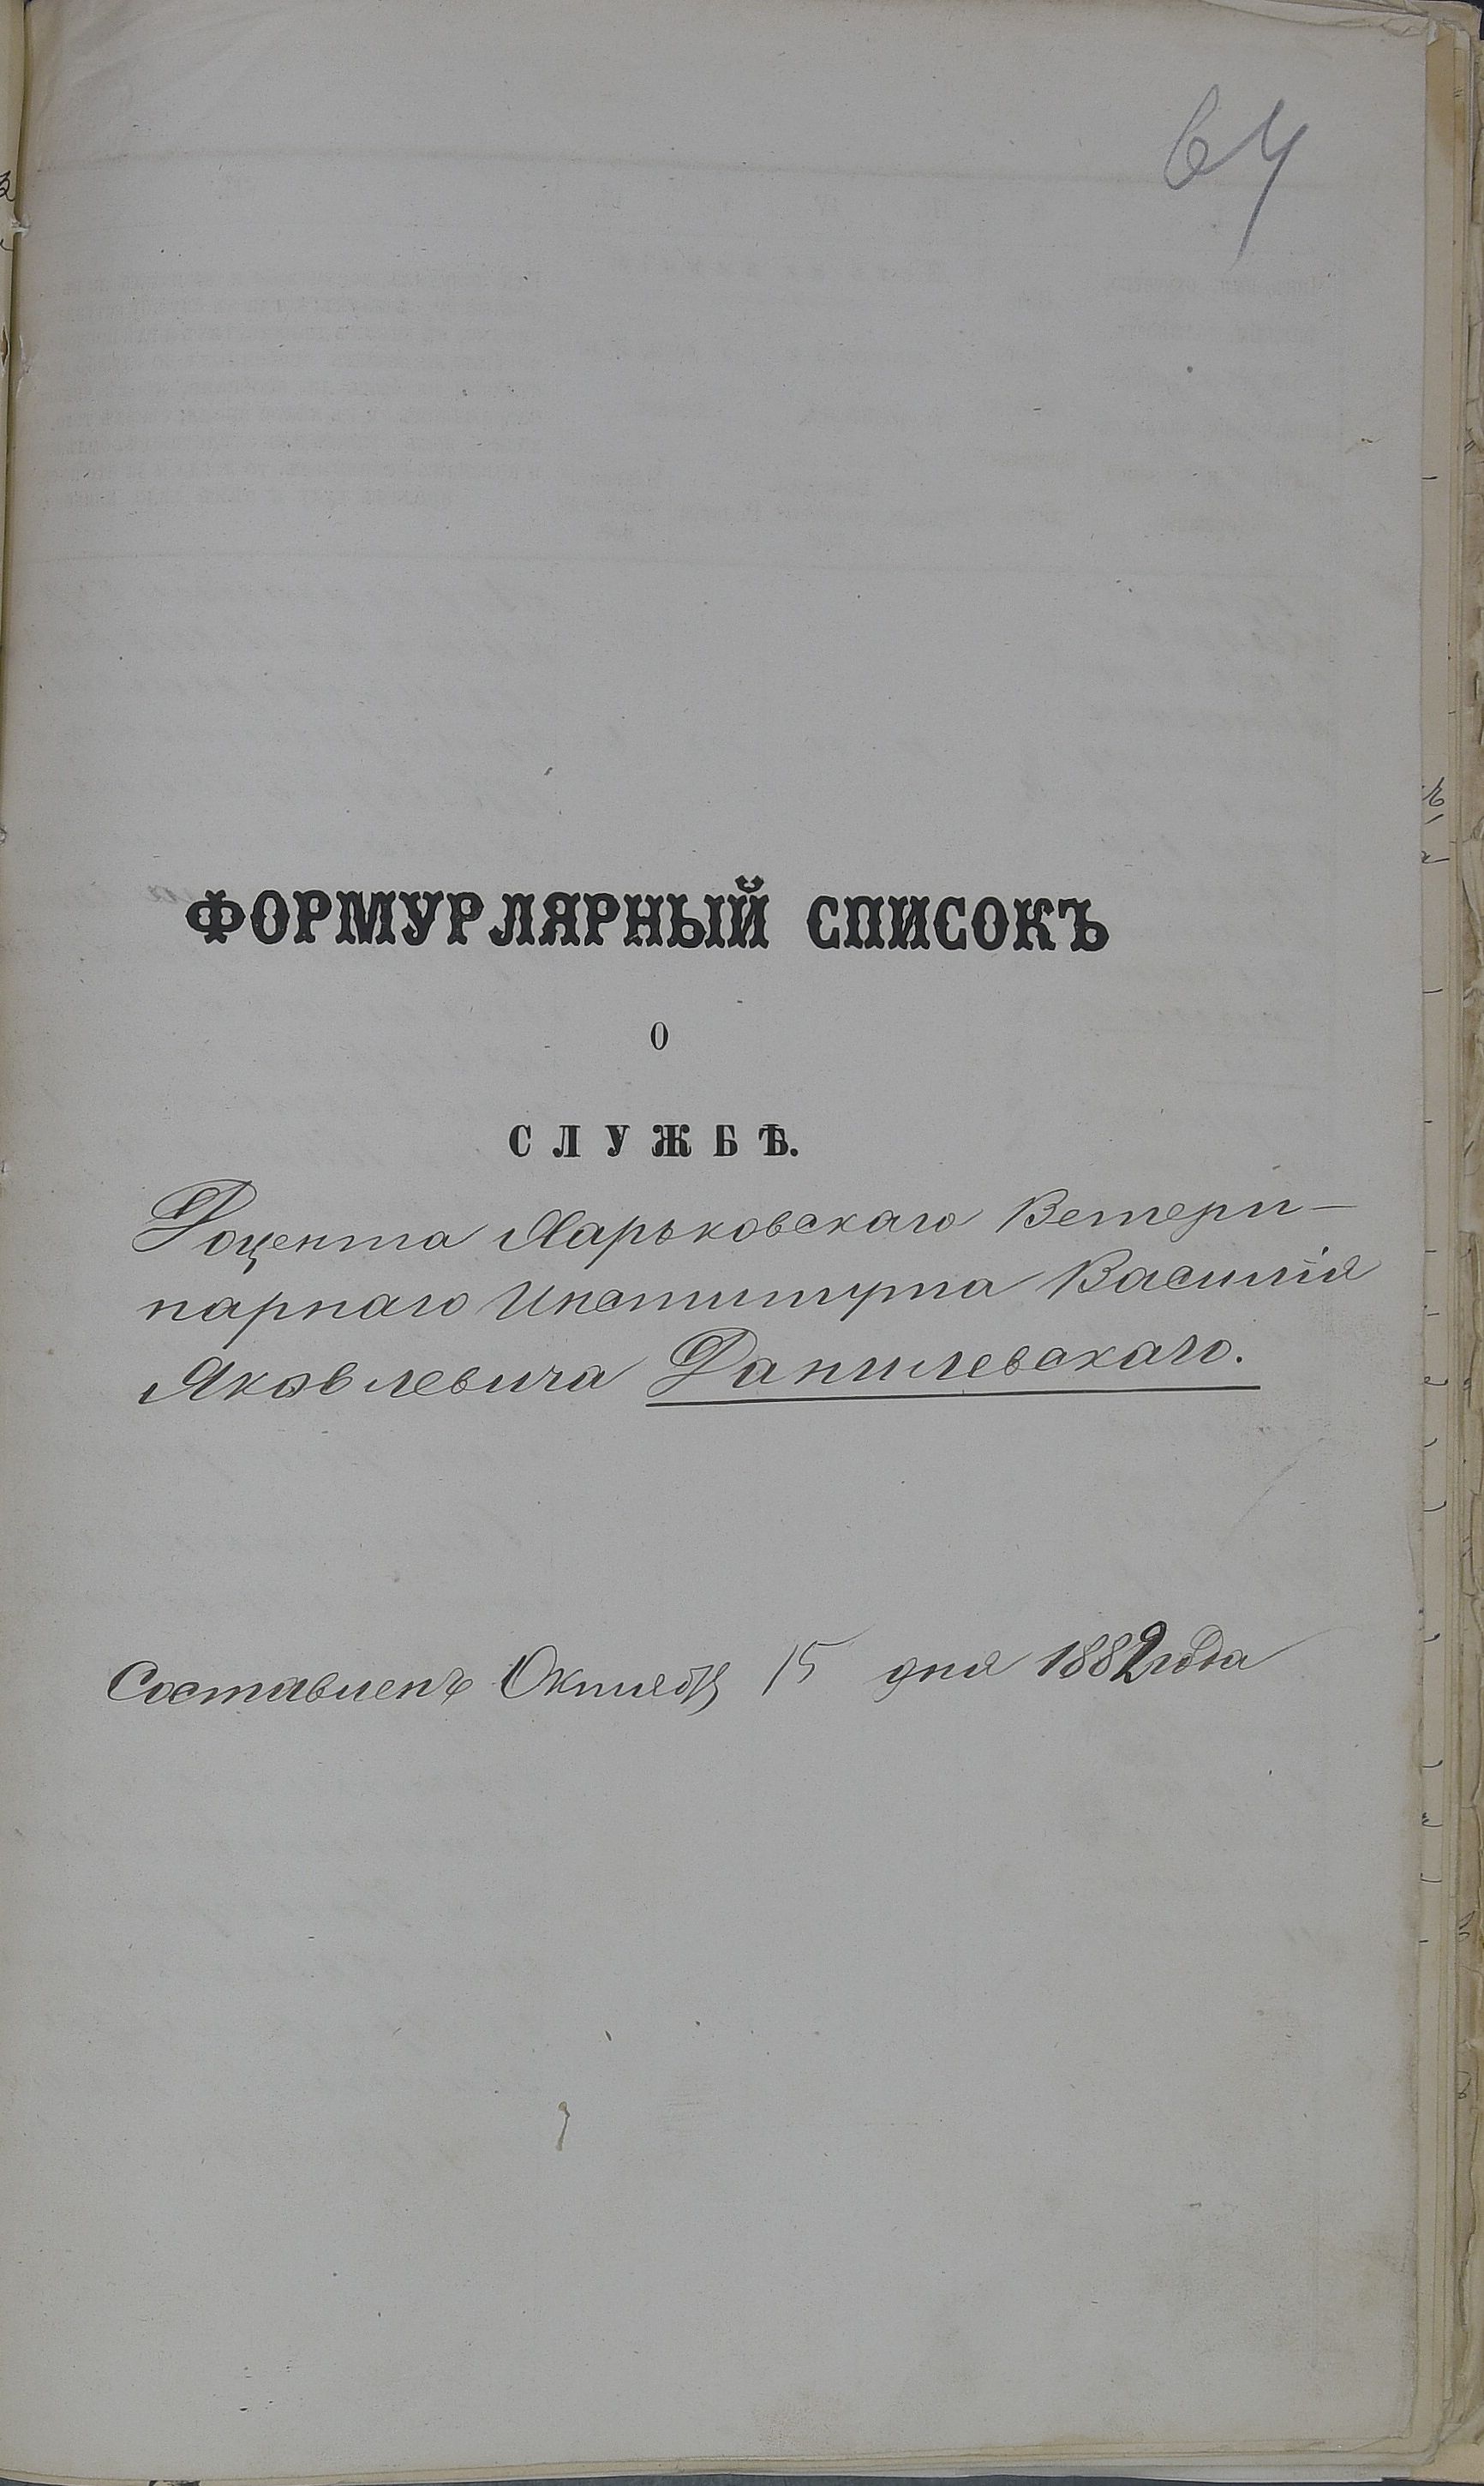 64
ФОРМУРЛЯРНЫЙ СПИСОКЪ
О
СЛУЖБѢ.
Доцента Харьковскаго Ветери-
нарнаго Института Василія
Яковлевича Данилевскаго.
Составленъ Октября 15 дня 1882 года